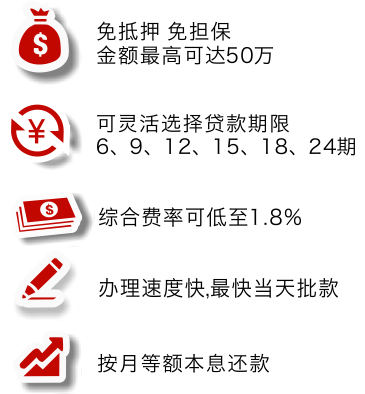 $
免抵押 免担保
金额最高可达50万
¥
可灵活选择贷款期限
6、9、12、15、18、24期
$
综合费率可低至1.8%
办理速度快,最快当天批款
按月等额本息还款